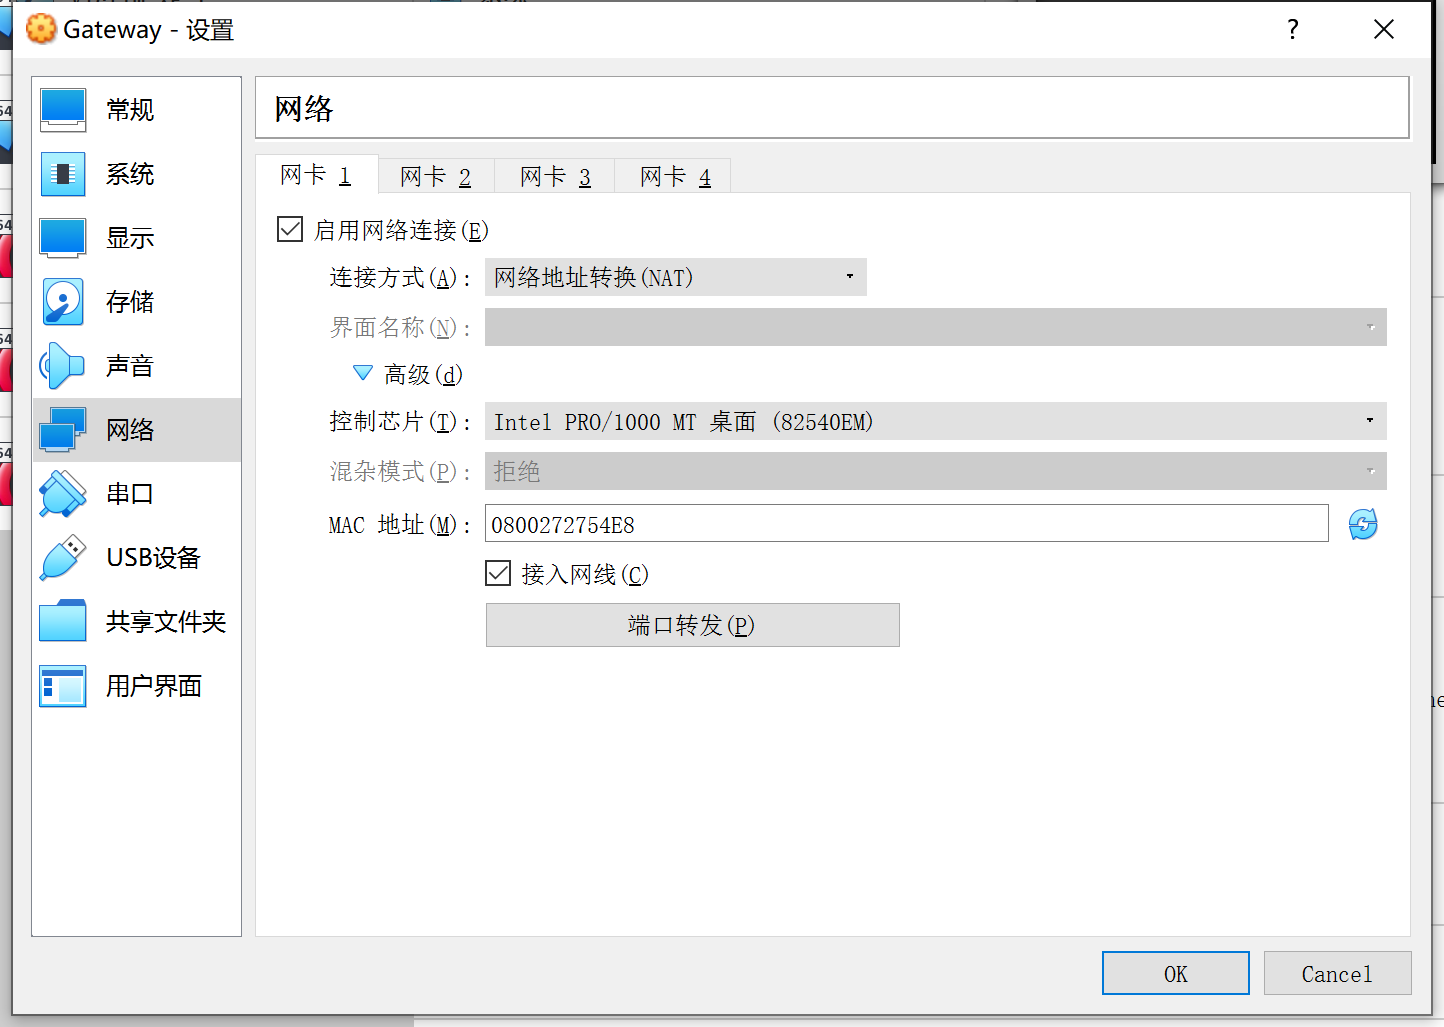 Gateway - 设置
?
常规
系统
显示
存储
声音
网络
串口
USB设备
共享文件夹
用户界面
网络
网卡 1 网卡 2 网卡 3 网卡 4
启用网络连接(E)
连接方式(A): 网络地址转换(NAT)
界面名称(N):
高级(d)
控制芯片(T): Intel PRO/1000 MT 桌面 (82540EM)
混杂模式(P): 拒绝
MAC 地址(M): 0800272754E8
接入网线(C)
端口转发(P)
OK Cancel
64
64
64
64